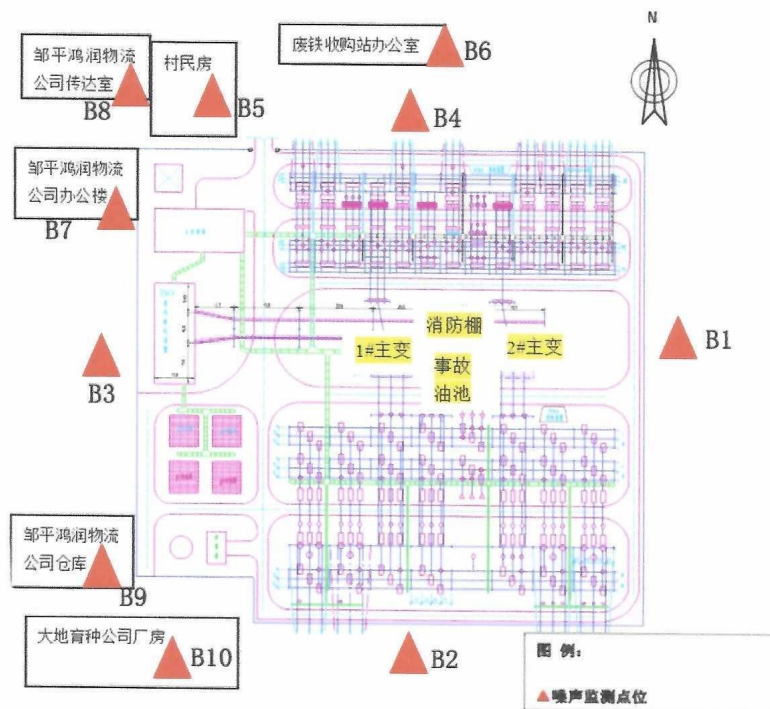 N
废铁收购站办公室
B6
邹平鸿润物流
公司传达室
B8
村民房
B5
B4
邹平鸿润物流
公司办公楼
B7
消防棚
1#主变
2#主变
事故
油池
B1
B3
邹平鸿润物流
公司仓库
B9
大地育种公司厂房
B10
B2
图 例:
噪声监测点位